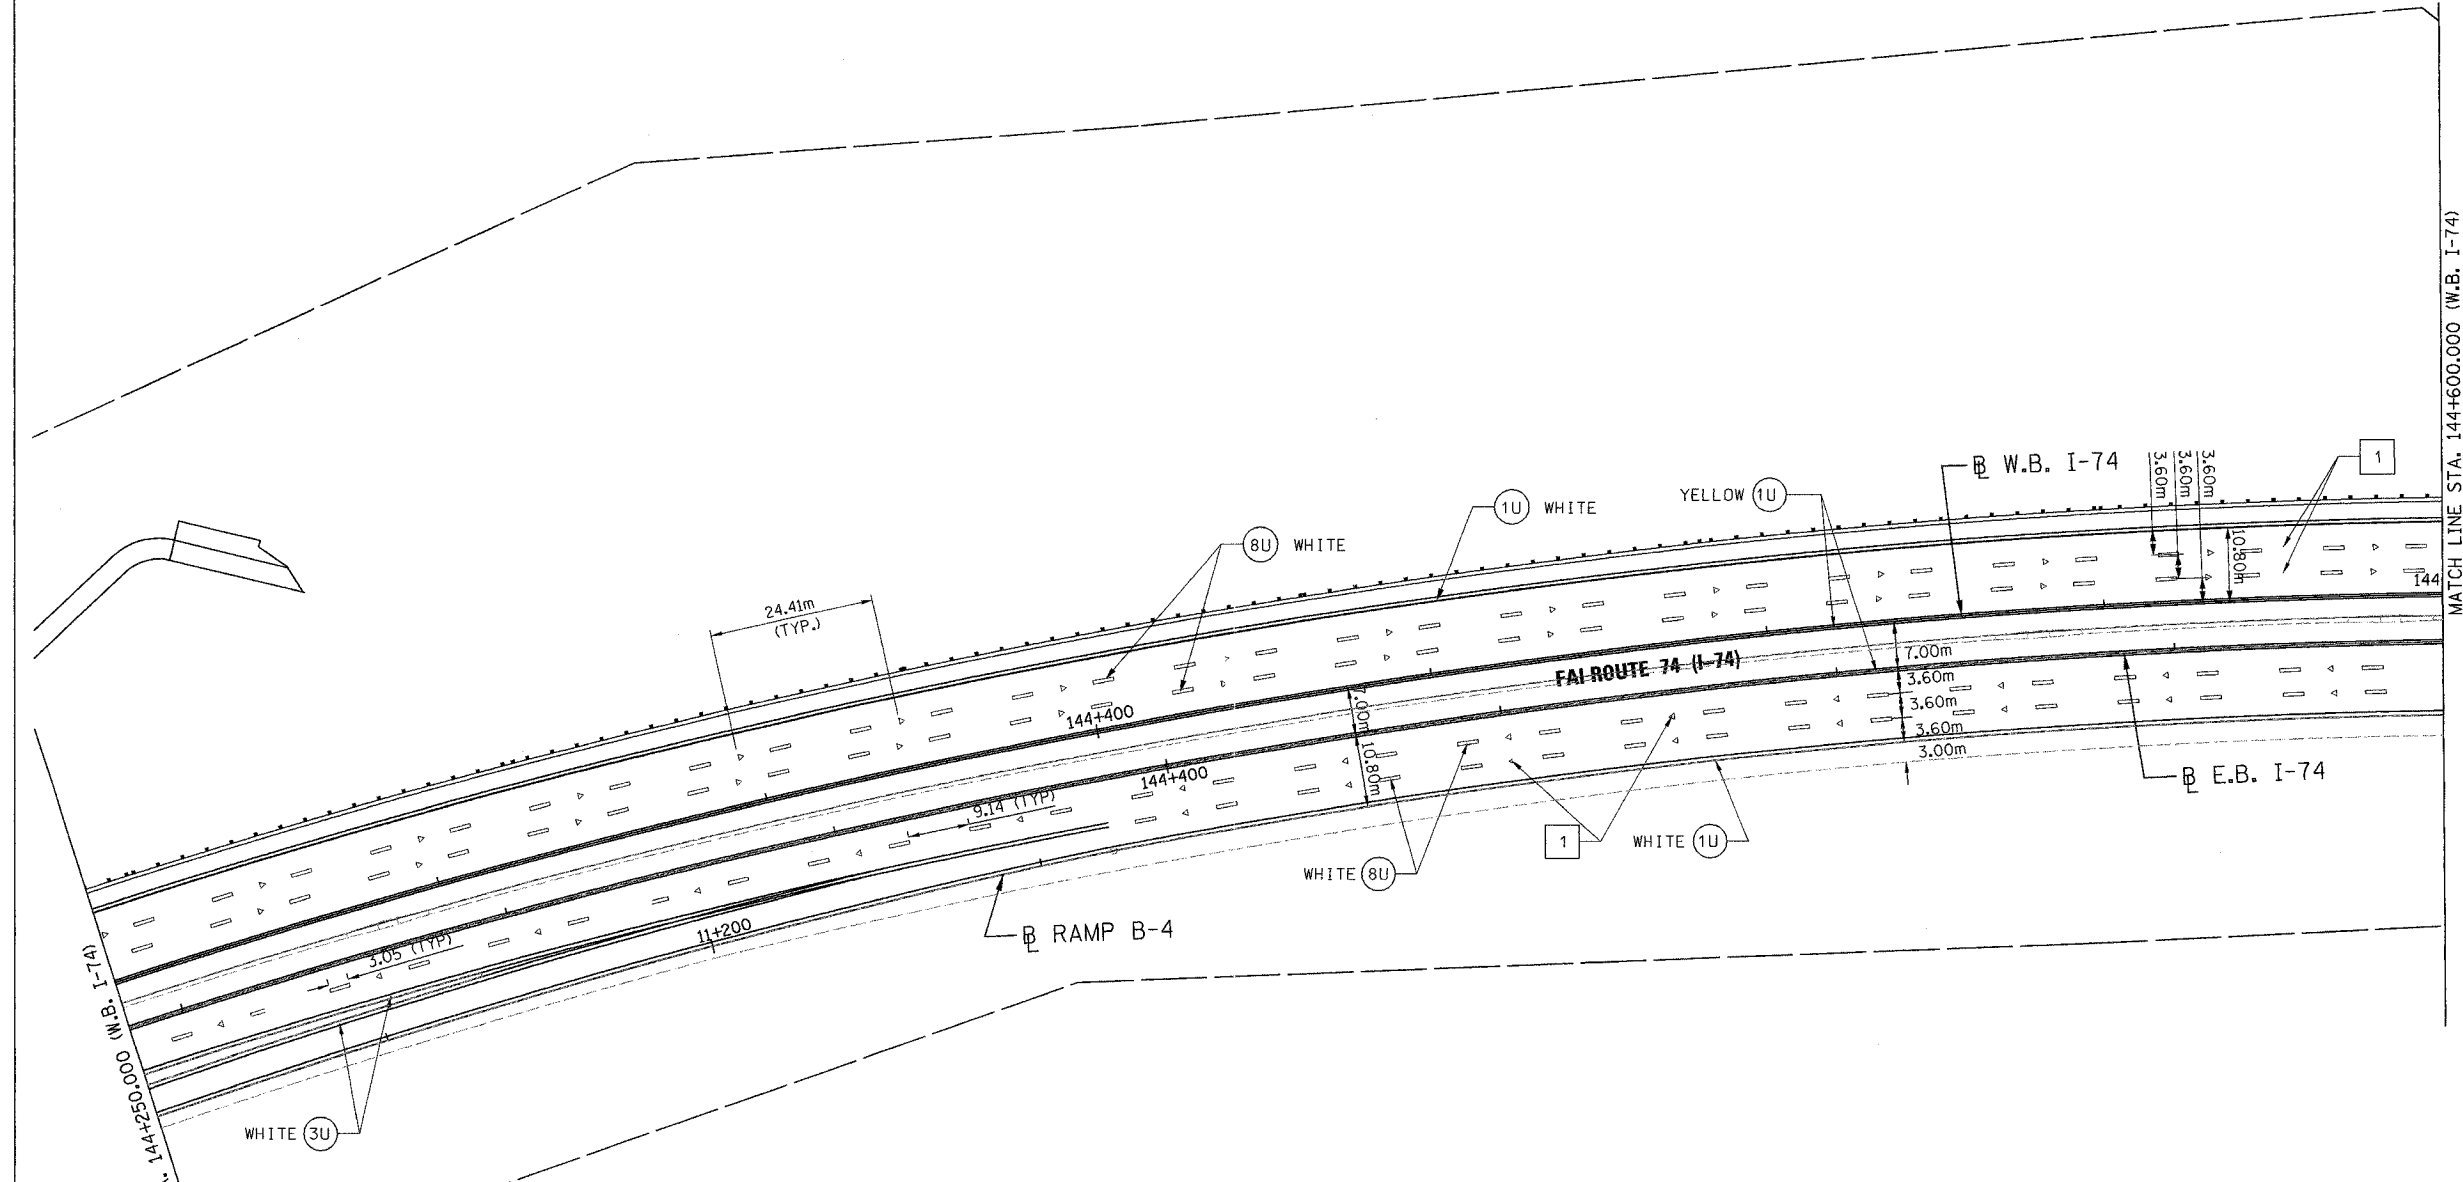 MATCH LINE STA. 144+600.000 (W.B. I-74)
℄ W.B. I-74
3.60m
3.60m
3.60m
1
YELLOW 1U
1U WHITE
8U WHITE
10.80m
144
24.41m
(TYP.)
7.00m
FAI ROUTE 74 (I-74)
3.60m
3.60m
3.60m
3.00m
144+400
7.00m
10.80m
144+400
℄ E.B. I-74
9.14 (TYP)
1
WHITE 1U
WHITE 8U
℄ RAMP B-4
11+200
3.05 (TYP)
144+250.000 (W.B. I-74)
WHITE 3U